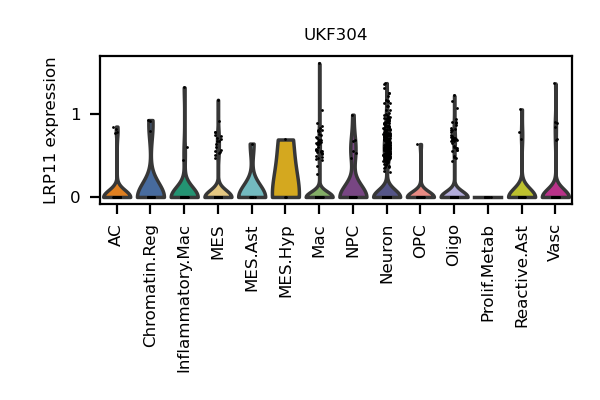 UKF304
LRP11 expression
1
0
AC
Chromatin.Reg
Inflammatory.Mac
MES
MES.Ast
MES.Hyp
Mac
NPC
Neuron
OPC
Oligo
Prolif.Metab
Reactive.Ast
Vasc